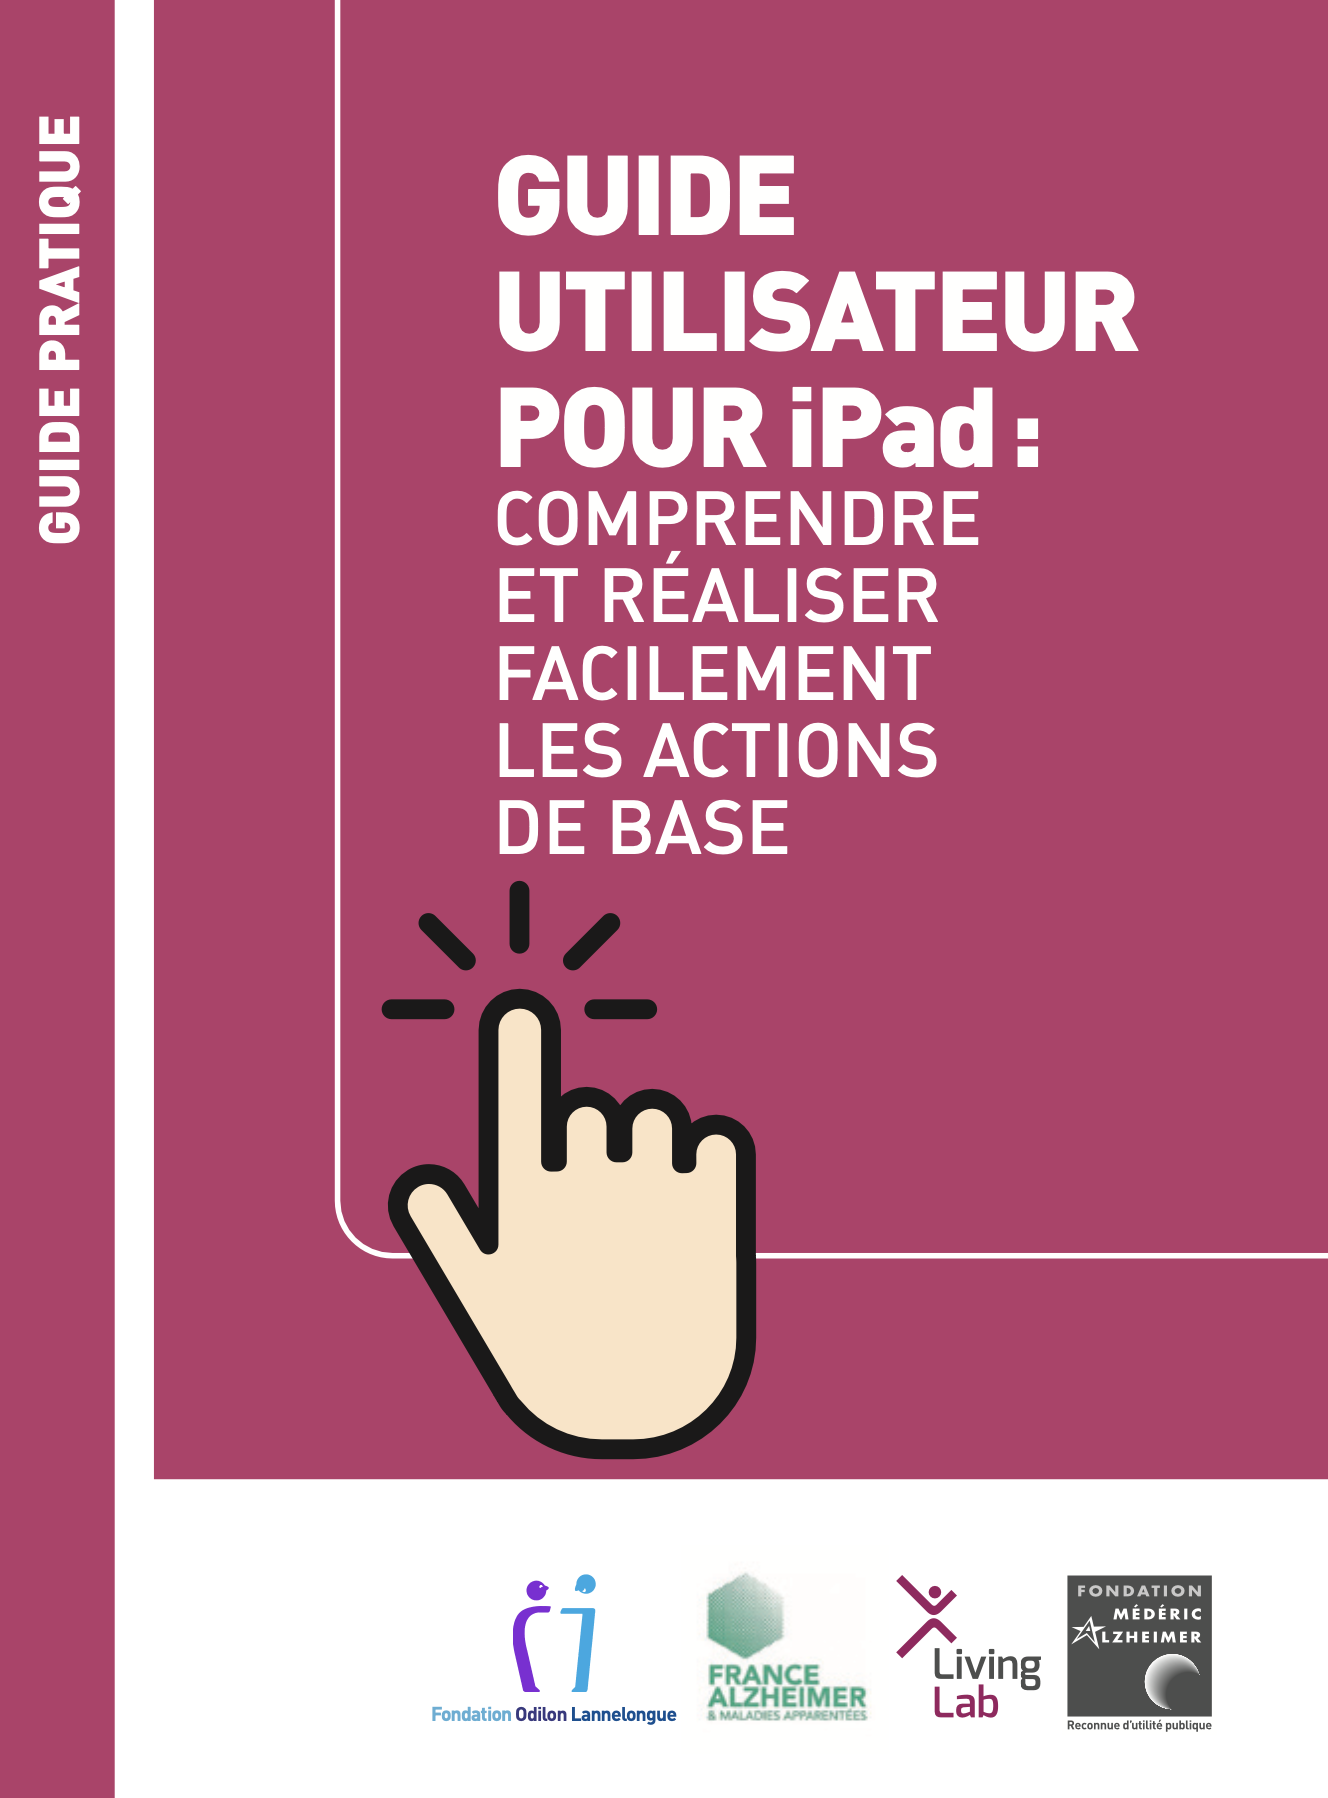 GUIDE PRATIQUE
GUIDE
UTILISATEUR
POUR iPad :
COMPRENDRE
ET RÉALISER
FACILEMENT
LES ACTIONS
DE BASE
Fondation Odilon Lannelongue
FRANCE
ALZHEIMER
& MALADIES APPARENTÉES
Living
Lab
FONDATION
MÉDÉRIC
ALZHEIMER
Reconnue d'utilité publique